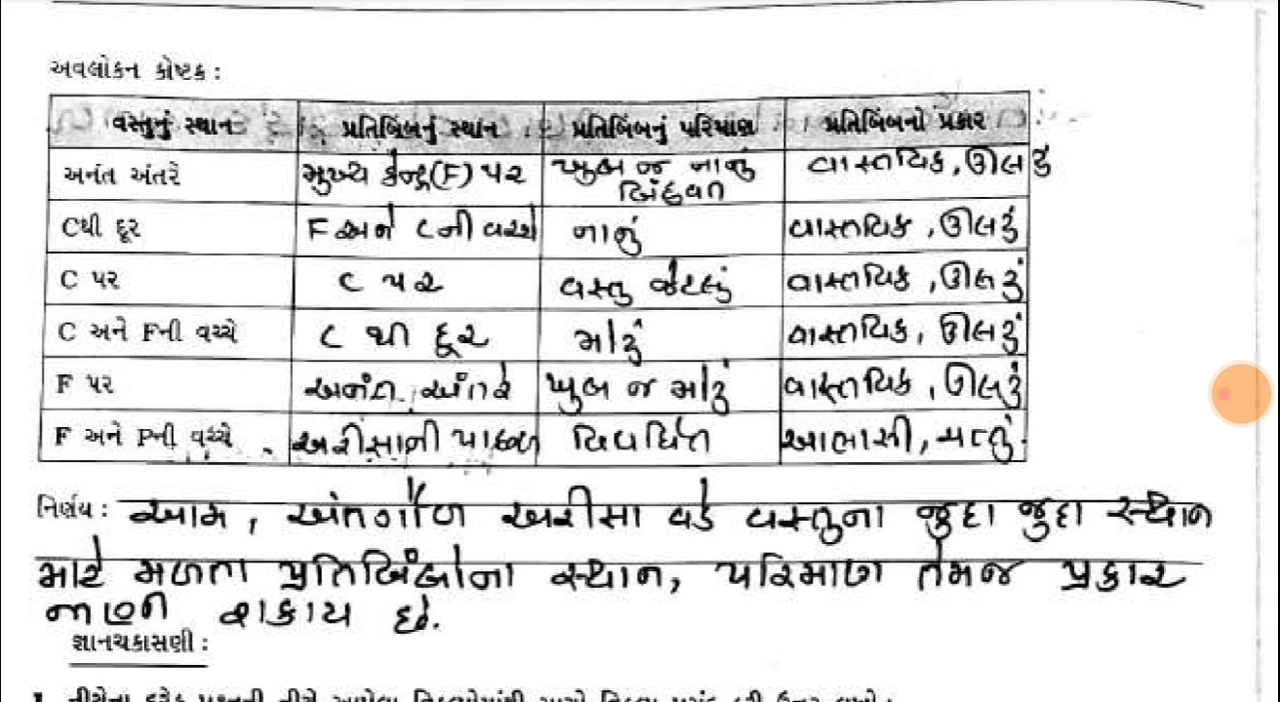 અવલોકન કોષ્ટક :
વસ્તુનું સ્થાન પ્રતિબિંબનું સ્થાન પ્રતિબિંબનું પરિમાણ પ્રતિબિંબનો પ્રકાર
અનંત અંતરે મુખ્ય કેન્દ્ર(F) પર ખુબ જ નાનું બિંદુવત વાસ્તવિક, ઊલટું
Cથી દૂર F અને C ની વચ્ચે નાનું વાસ્તવિક, ઊલટું
C પર C પર વસ્તુ જેટલું વાસ્તવિક, ઊલટું
C અને Fની વચ્ચે C થી દૂર મોટું વાસ્તવિક, ઊલટું
F પર અનંત અંતરે ખુબ જ મોટું વાસ્તવિક, ઊલટું
F અને Pની વચ્ચે અરીસાની પાછળ વિવર્ધિત આભાસી, ચત્તું.
નિર્ણય : આમ, અંતર્ગોળ અરીસા વડે વસ્તુના જુદા જુદા સ્થાન
માટે મળતા પ્રતિબિંબોના સ્થાન, પરિમાણ તેમજ પ્રકાર
જાણી શકાય છે.
જ્ઞાનચકાસણી :